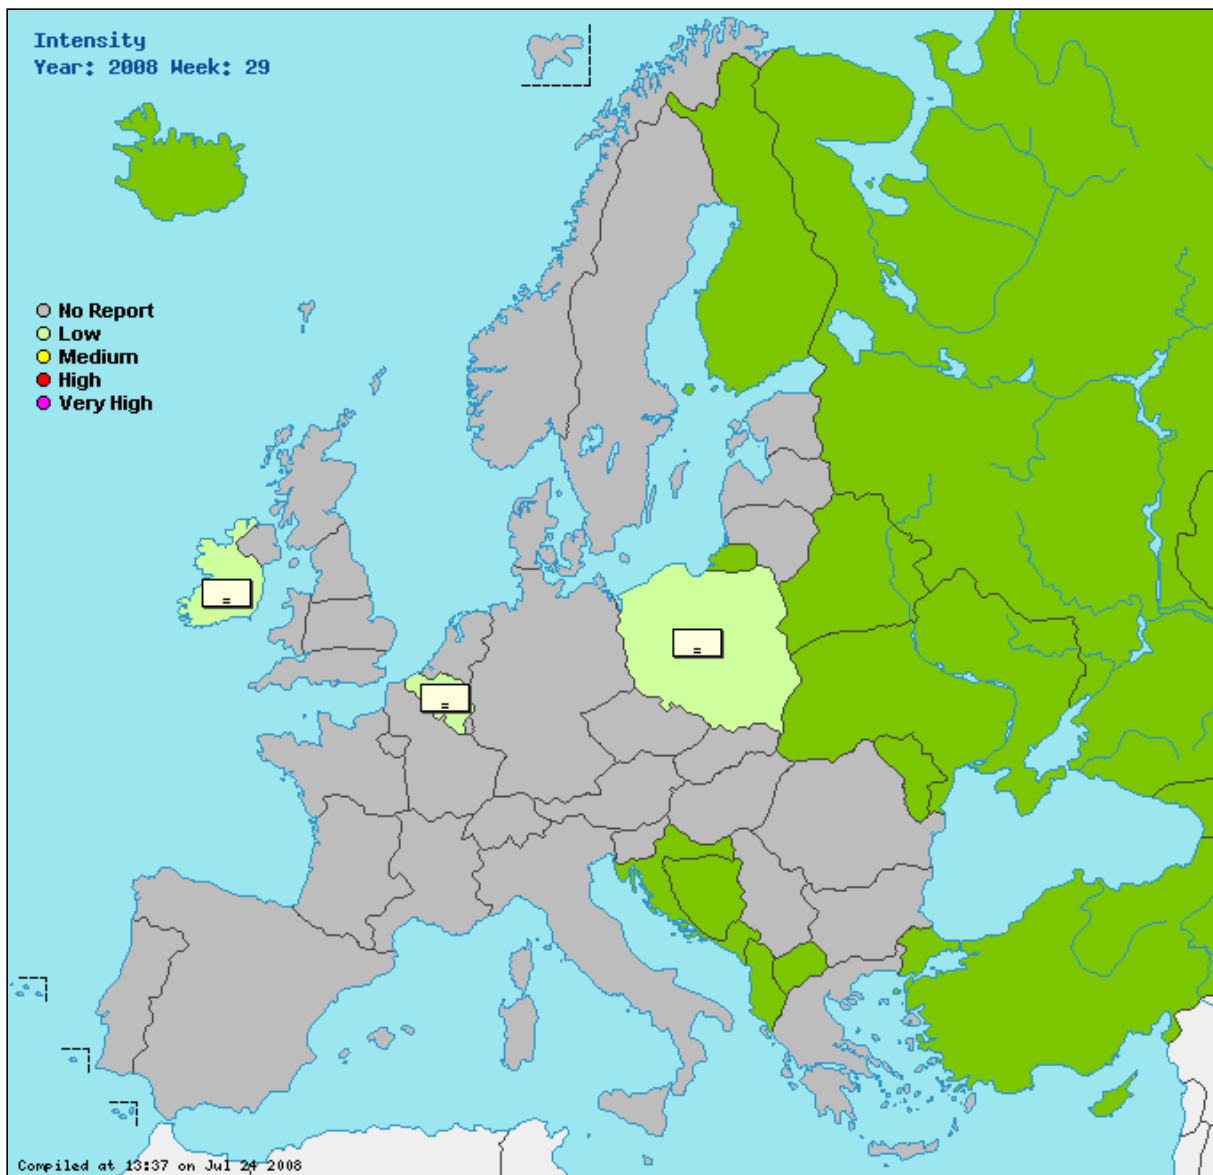 Intensity
Year: 2008 Week: 29
No Report
Low
Medium
High
Very High
=
=
=
Compiled at 13:37 on Jul 24 2008